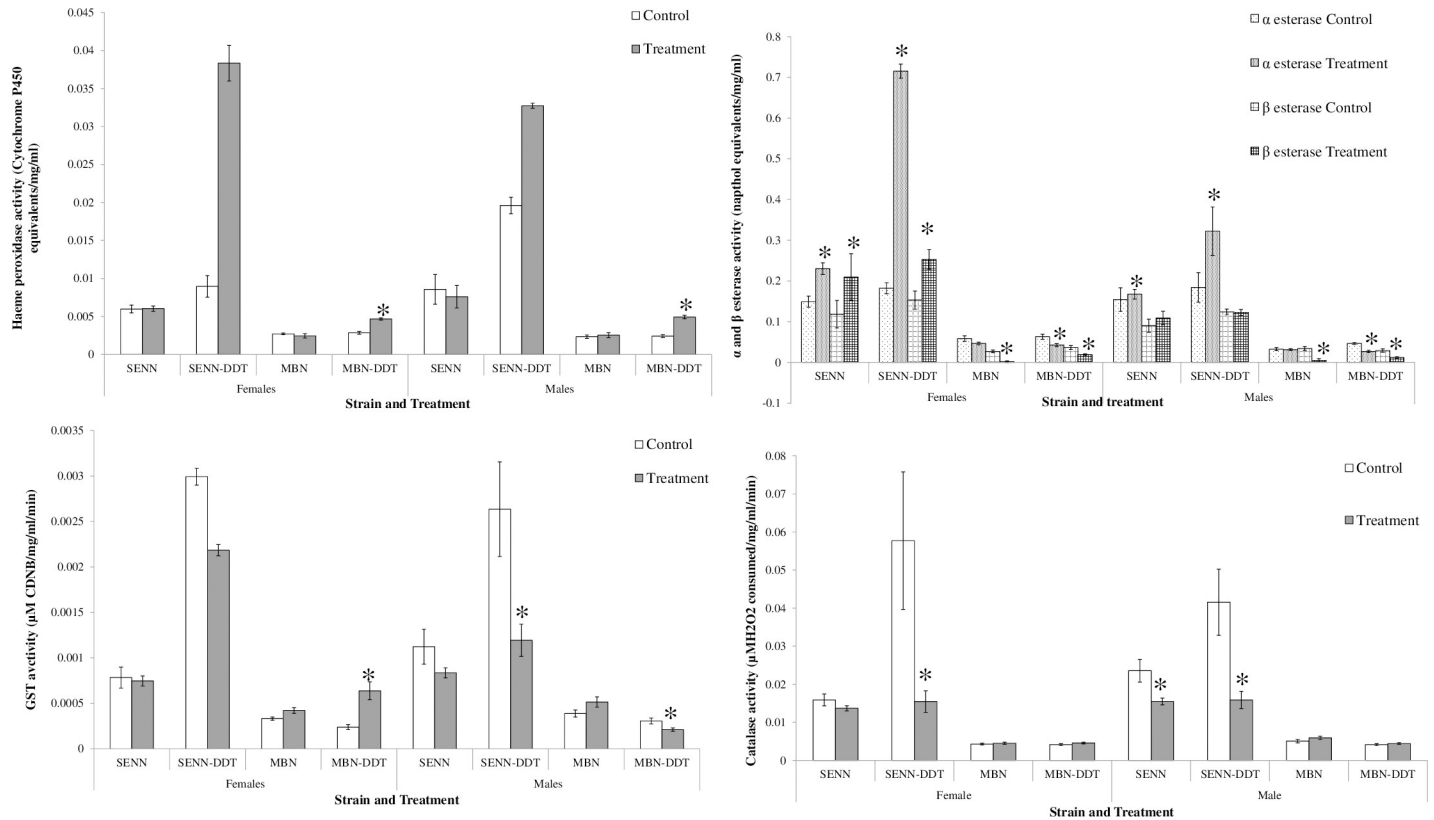 Haeme peroxidase activity (Cytochrome P450
equivalents/mg/ml)
0.045
0.04
0.035
0.03
0.025
0.02
0.015
0.01
0.005
0
Control
Treatment
*
*
SENN
SENN-DDT
MBN
MBN-DDT
SENN
SENN-DDT
MBN
MBN-DDT
Females
Males
Strain and Treatment
α and β esterase activity (napthol equivalents/mg/ml)
0.8
0.7
0.6
0.5
0.4
0.3
0.2
0.1
0
-0.1
α esterase Control
α esterase Treatment
β esterase Control
β esterase Treatment
*
*
*
*
*
*
*
*
*
*
*
*
SENN
SENN-DDT
MBN
MBN-DDT
SENN
SENN-DDT
MBN
MBN-DDT
Females
Males
Strain and treatment
GST avctivity (µM CDNB/mg/ml/min)
0.0035
0.003
0.0025
0.002
0.0015
0.001
0.0005
0
Control
Treatment
*
*
*
SENN
SENN-DDT
MBN
MBN-DDT
SENN
SENN-DDT
MBN
MBN-DDT
Females
Males
Strain and Treatment
Catalase activity (µMH2O2 consumed/mg/ml/min)
0.08
0.07
0.06
0.05
0.04
0.03
0.02
0.01
0
Control
Treatment
*
*
*
SENN
SENN-DDT
MBN
MBN-DDT
SENN
SENN-DDT
MBN
MBN-DDT
Female
Male
Strain and Treatment